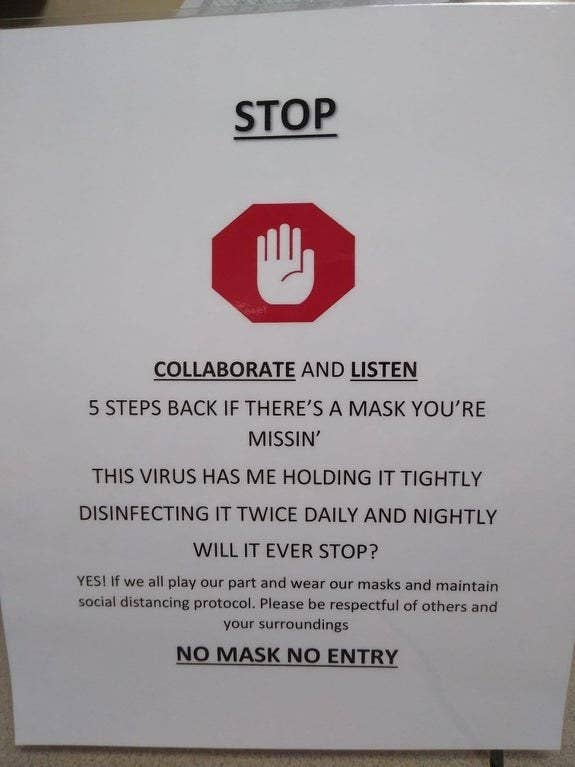 STOP
COLLABORATE AND LISTEN
5 STEPS BACK IF THERE'S A MASK YOU'RE
MISSIN'
THIS VIRUS HAS ME HOLDING IT TIGHTLY
DISINFECTING IT TWICE DAILY AND NIGHTLY
WILL IT EVER STOP?
YES! If we all play our part and wear our masks and maintain
social distancing protocol. Please be respectful of others and
your surroundings
NO MASK NO ENTRY